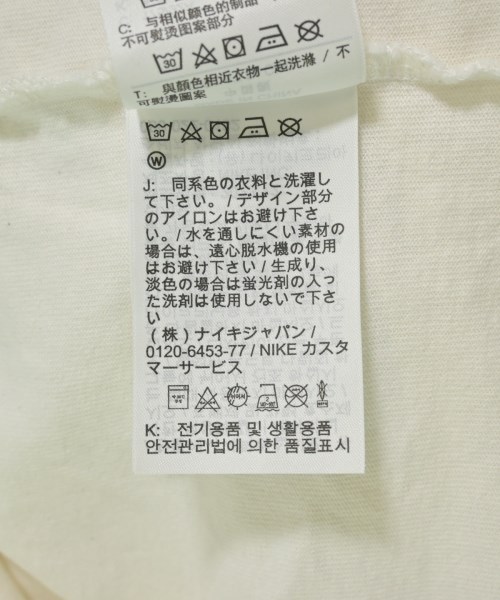 C: 与相似颜色的制品
不可熨烫图案部分
30
T: 與顏色相近衣物一起洗滌 / 不
可熨燙圖案
30
W
J: 同系色の衣料と洗濯し
て下さい。/ デザイン部分
のアイロンはお避け下さ
い。/ 水を通しにくい素材の
場合は、遠心脱水機の使用
はお避け下さい / 生成り、
淡色の場合は蛍光剤の入っ
た洗剤は使用しないで下さ
い
(株) ナイキジャパン /
0120-6453-77 / NIKE カスタ
マーサービス
K: 전기용품 및 생활용품
안전관리법에 의한 품질표시